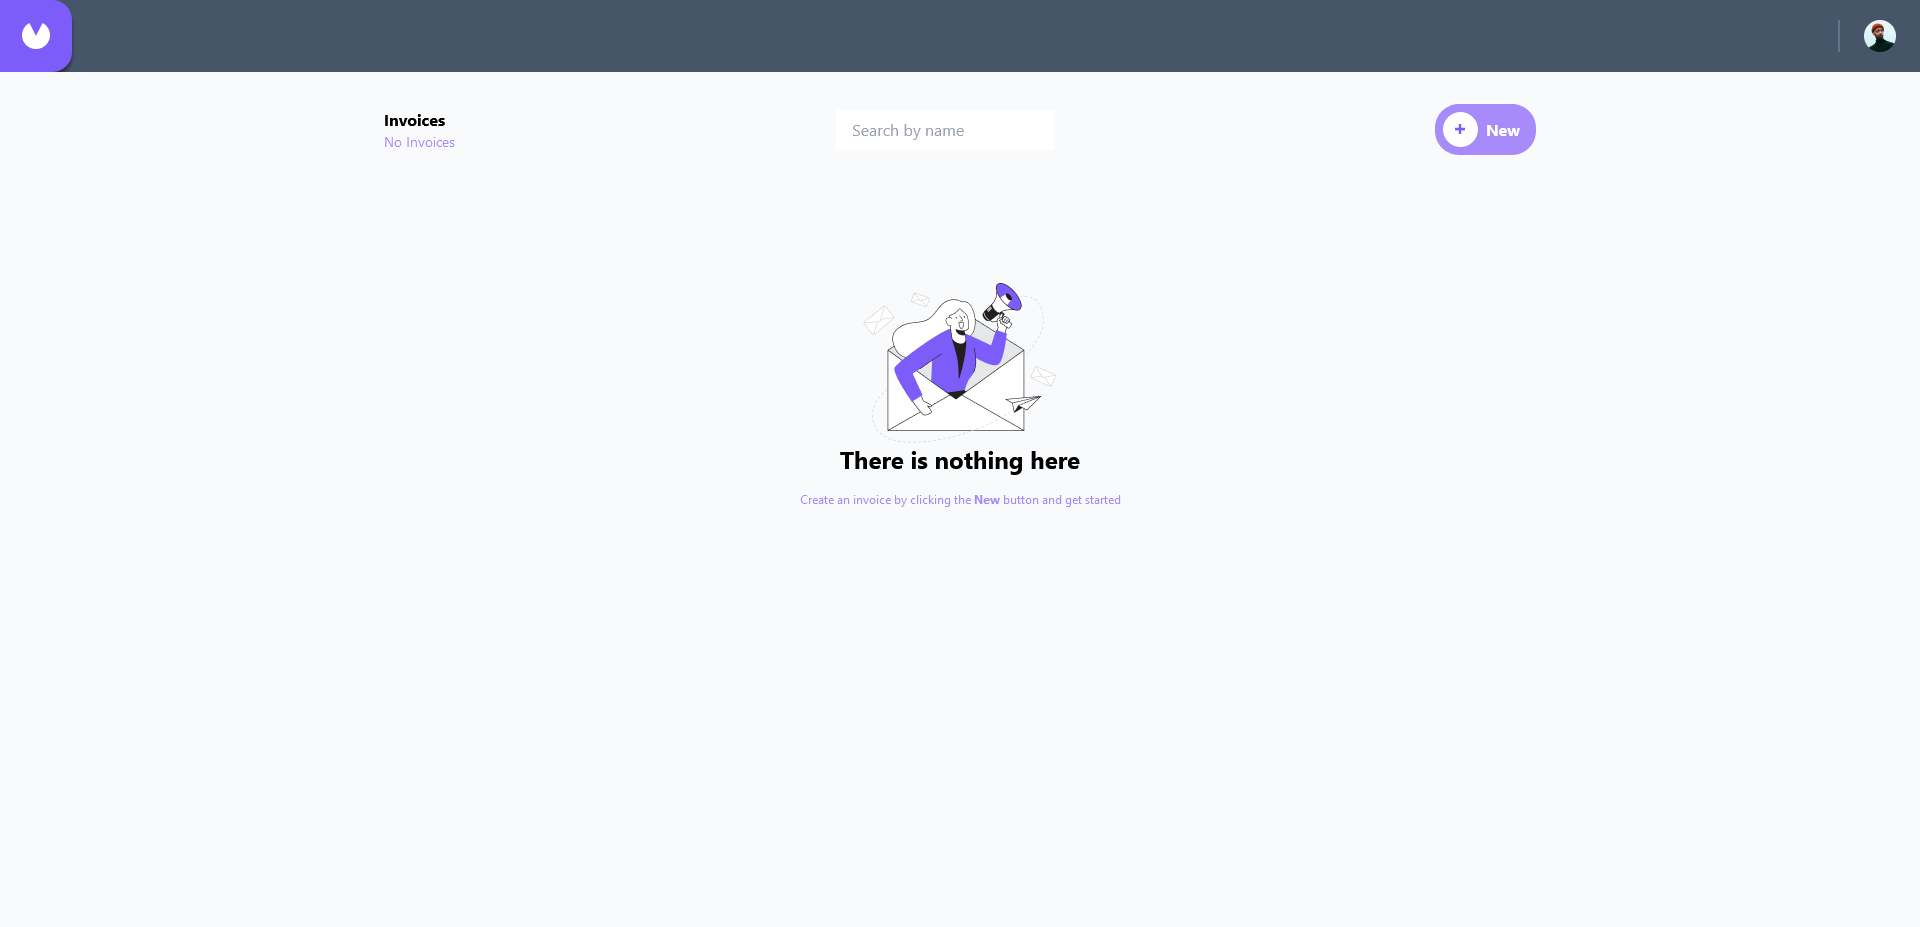 Invoices
No Invoices
Search by name
New
There is nothing here
Create an invoice by clicking the New button and get started